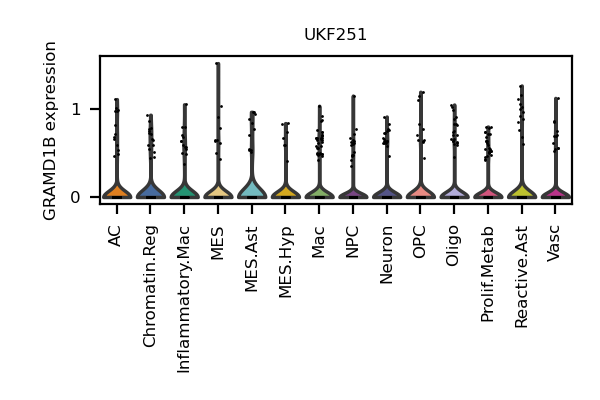 UKF251
GRAMD1B expression
1
0
AC
Chromatin.Reg
Inflammatory.Mac
MES
MES.Ast
MES.Hyp
Mac
NPC
Neuron
OPC
Oligo
Prolif.Metab
Reactive.Ast
Vasc